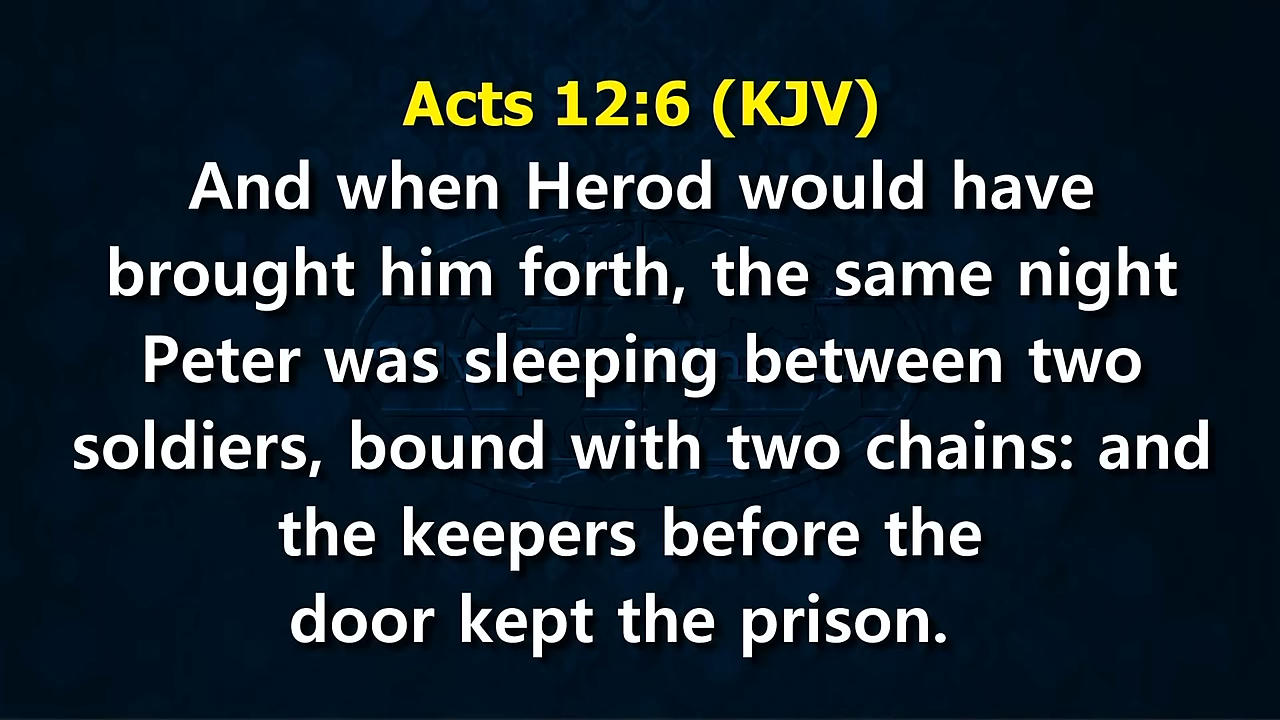 Acts 12:6 (KJV)
And when Herod would have
brought him forth, the same night
Peter was sleeping between two
soldiers, bound with two chains: and
the keepers before the
door kept the prison.